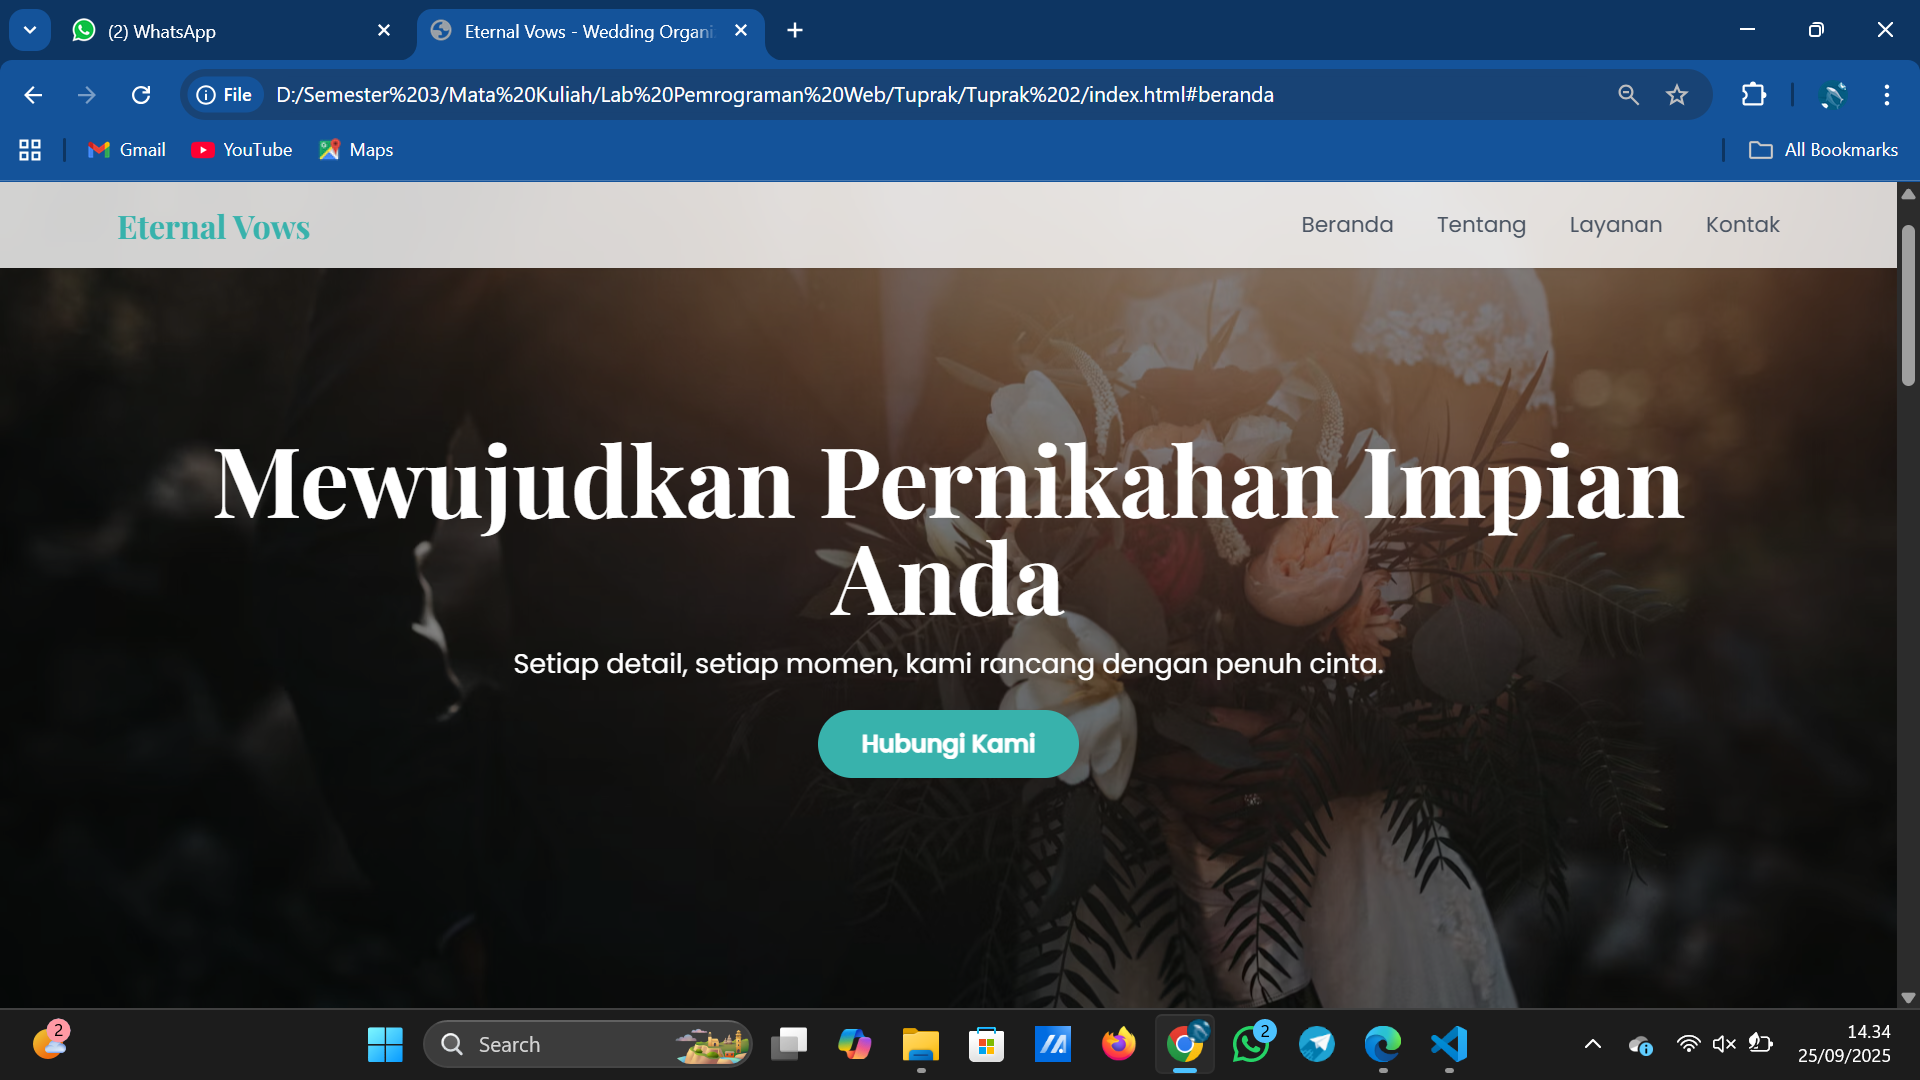 (2) WhatsApp
Eternal Vows - Wedding Organi
File
D:/Semester%203/Mata%20Kuliah/Lab%20Pemrograman%20Web/Tuprak/Tuprak%202/index.html#beranda
Gmail
YouTube
Maps
All Bookmarks
Eternal Vows
Beranda
Tentang
Layanan
Kontak
Mewujudkan Pernikahan Impian
Anda
Setiap detail, setiap momen, kami rancang dengan penuh cinta.
Hubungi Kami
2
Search
2
14.34
25/09/2025